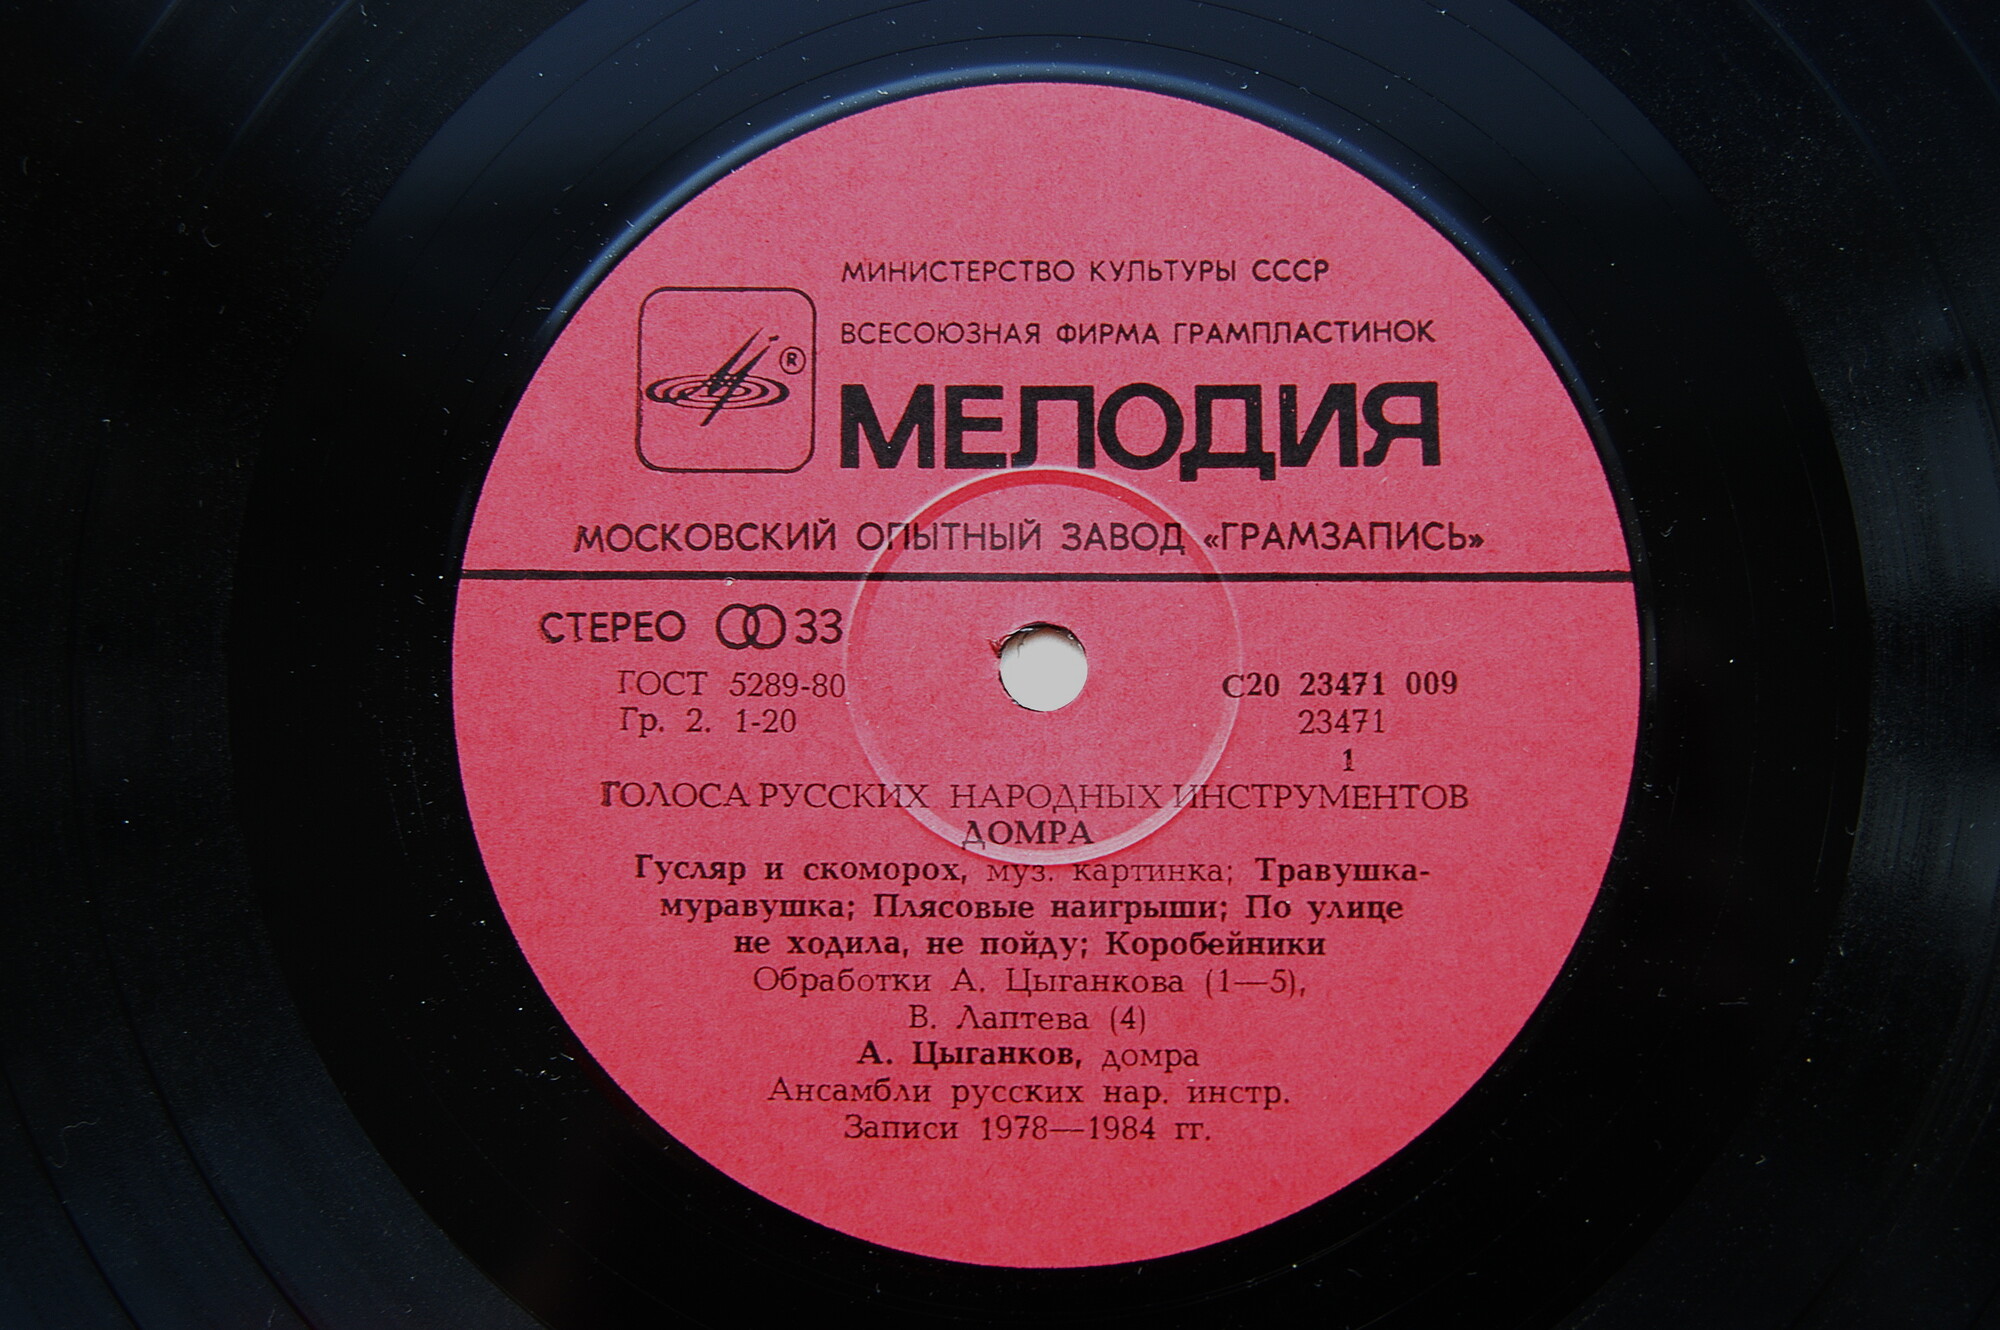 МИНИСТЕРСТВО КУЛЬТУРЫ СССР
ВСЕСОЮЗНАЯ ФИРМА ГРАМПЛАСТИНОК
®
МЕЛОДИЯ
МОСКОВСКИЙ ОПЫТНЫЙ ЗАВОД «ГРАМЗАПИСЬ»
СТЕРЕО 33
ГОСТ 5289-80 С20 23471 009
Гр. 2. 1-20 23471
1
ГОЛОСА РУССКИХ НАРОДНЫХ ИНСТРУМЕНТОВ
ДОМРА
Гусляр и скоморох, муз. картинка; Травушка-
муравушка; Плясовые наигрыши; По улице
не ходила, не пойду; Коробейники
Обработки А. Цыганкова (1—5),
В. Лаптева (4)
А. Цыганков, домра
Ансамбли русских нар. инстр.
Записи 1978—1984 гг.